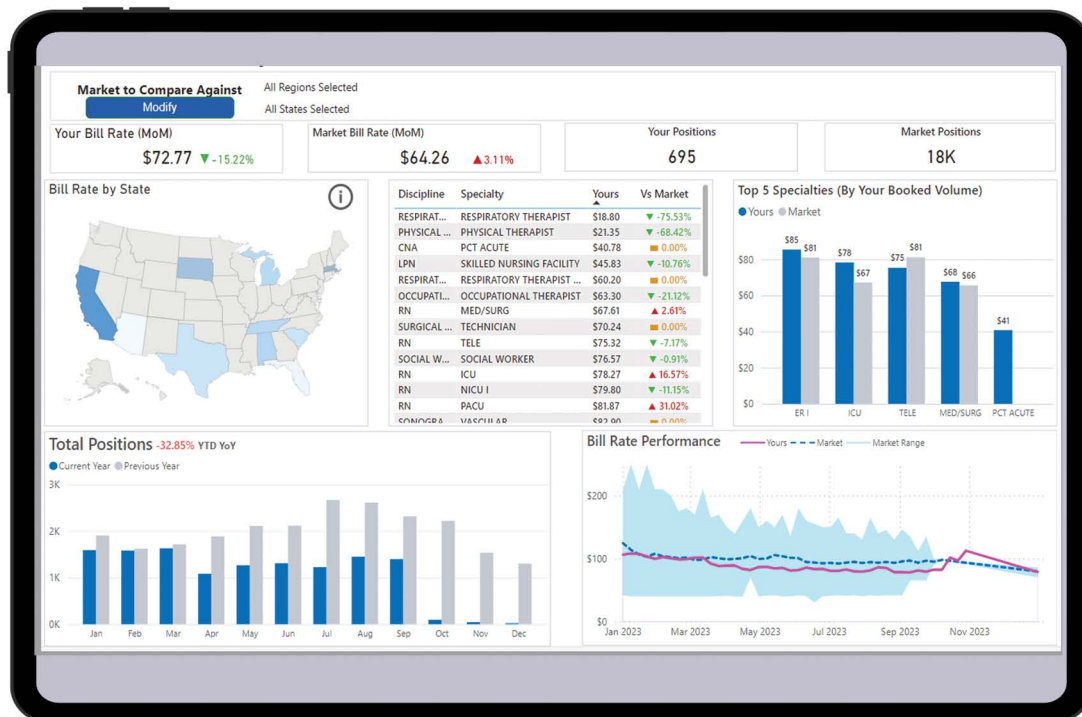 Market to Compare Against
All Regions Selected
Modify
All States Selected
Your Bill Rate (MoM)
$72.77 ▼ -15.22%
Market Bill Rate (MoM)
$64.26 ▲ 3.11%
Your Positions
695
Market Positions
18K
Bill Rate by State
i
Discipline Specialty Yours Vs Market
RESPIRAT... RESPIRATORY THERAPIST $18.80 ▼ -75.53%
PHYSICAL ... PHYSICAL THERAPIST $21.35 ▼ -68.42%
CNA PCT ACUTE $40.78 0.00%
LPN SKILLED NURSING FACILITY $45.83 ▼ -10.76%
RESPIRAT... RESPIRATORY THERAPIST ... $60.20 0.00%
OCCUPATI... OCCUPATIONAL THERAPIST $63.30 ▼ -21.12%
RN MED/SURG $67.61 ▲ 2.61%
SURGICAL ... TECHNICIAN $70.24 0.00%
RN TELE $75.32 ▼ -7.17%
SOCIAL W... SOCIAL WORKER $76.57 ▼ -0.91%
RN ICU $78.27 ▲ 16.57%
RN NICU I $79.80 ▼ -11.15%
RN PACU $81.87 ▲ 31.02%
SONOGRA VASCULAR $82.90 0.00%
Top 5 Specialties (By Your Booked Volume)
Yours Market
$85 $81 $78 $67 $75 $81 $68 $66 $41
$80
$60
$40
$20
$0
ER I ICU TELE MED/SURG PCT ACUTE
Total Positions -32.85% YTD YoY
Current Year Previous Year
3K
2K
1K
0K
Jan Feb Mar Apr May Jun Jul Aug Sep Oct Nov Dec
Bill Rate Performance Yours Market Market Range
$200
$100
$0
Jan 2023 Mar 2023 May 2023 Jul 2023 Sep 2023 Nov 2023